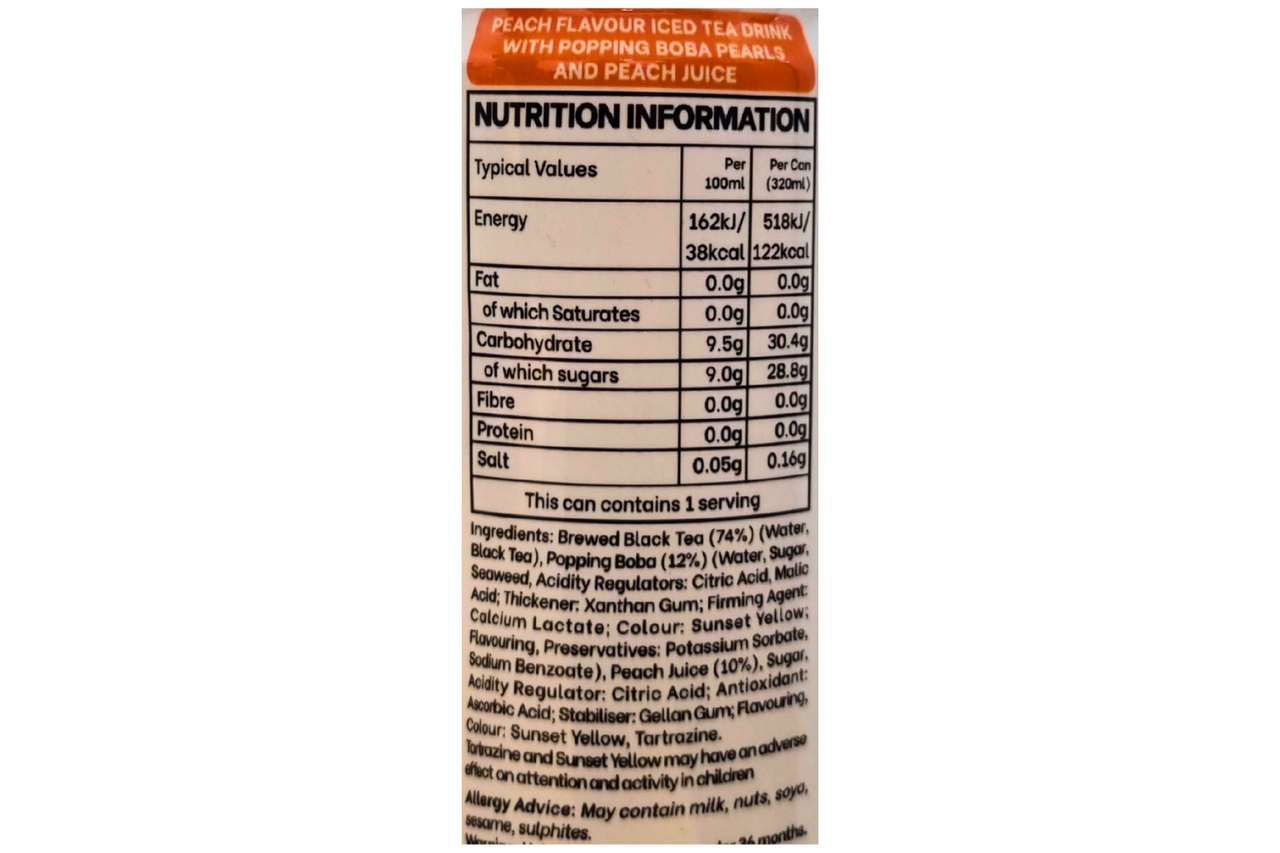 PEACH FLAVOUR ICED TEA DRINK
WITH POPPING BOBA PEARLS
AND PEACH JUICE
NUTRITION INFORMATION
Typical Values Per 100ml Per Can (320ml)
Energy 162kJ/ 518kJ/
38kcal 122kcal
Fat 0.0g 0.0g
of which Saturates 0.0g 0.0g
Carbohydrate 9.5g 30.4g
of which sugars 9.0g 28.8g
Fibre 0.0g 0.0g
Protein 0.0g 0.0g
Salt 0.05g 0.16g
This can contains 1 serving
Ingredients: Brewed Black Tea (74%) (Water,
Black Tea), Popping Boba (12%) (Water, Sugar,
Seaweed, Acidity Regulators: Citric Acid, Malic
Acid; Thickener: Xanthan Gum; Firming Agent:
Calcium Lactate; Colour: Sunset Yellow;
Flavouring, Preservatives: Potassium Sorbate,
Sodium Benzoate), Peach Juice (10%), Sugar,
Acidity Regulator: Citric Acid; Antioxidant:
Ascorbic Acid; Stabiliser: Gellan Gum; Flavouring,
Colour: Sunset Yellow, Tartrazine.
Tartrazine and Sunset Yellow may have an adverse
effect on attention and activity in children
Allergy Advice: May contain milk, nuts, soya,
sesame, sulphites.
36 months.